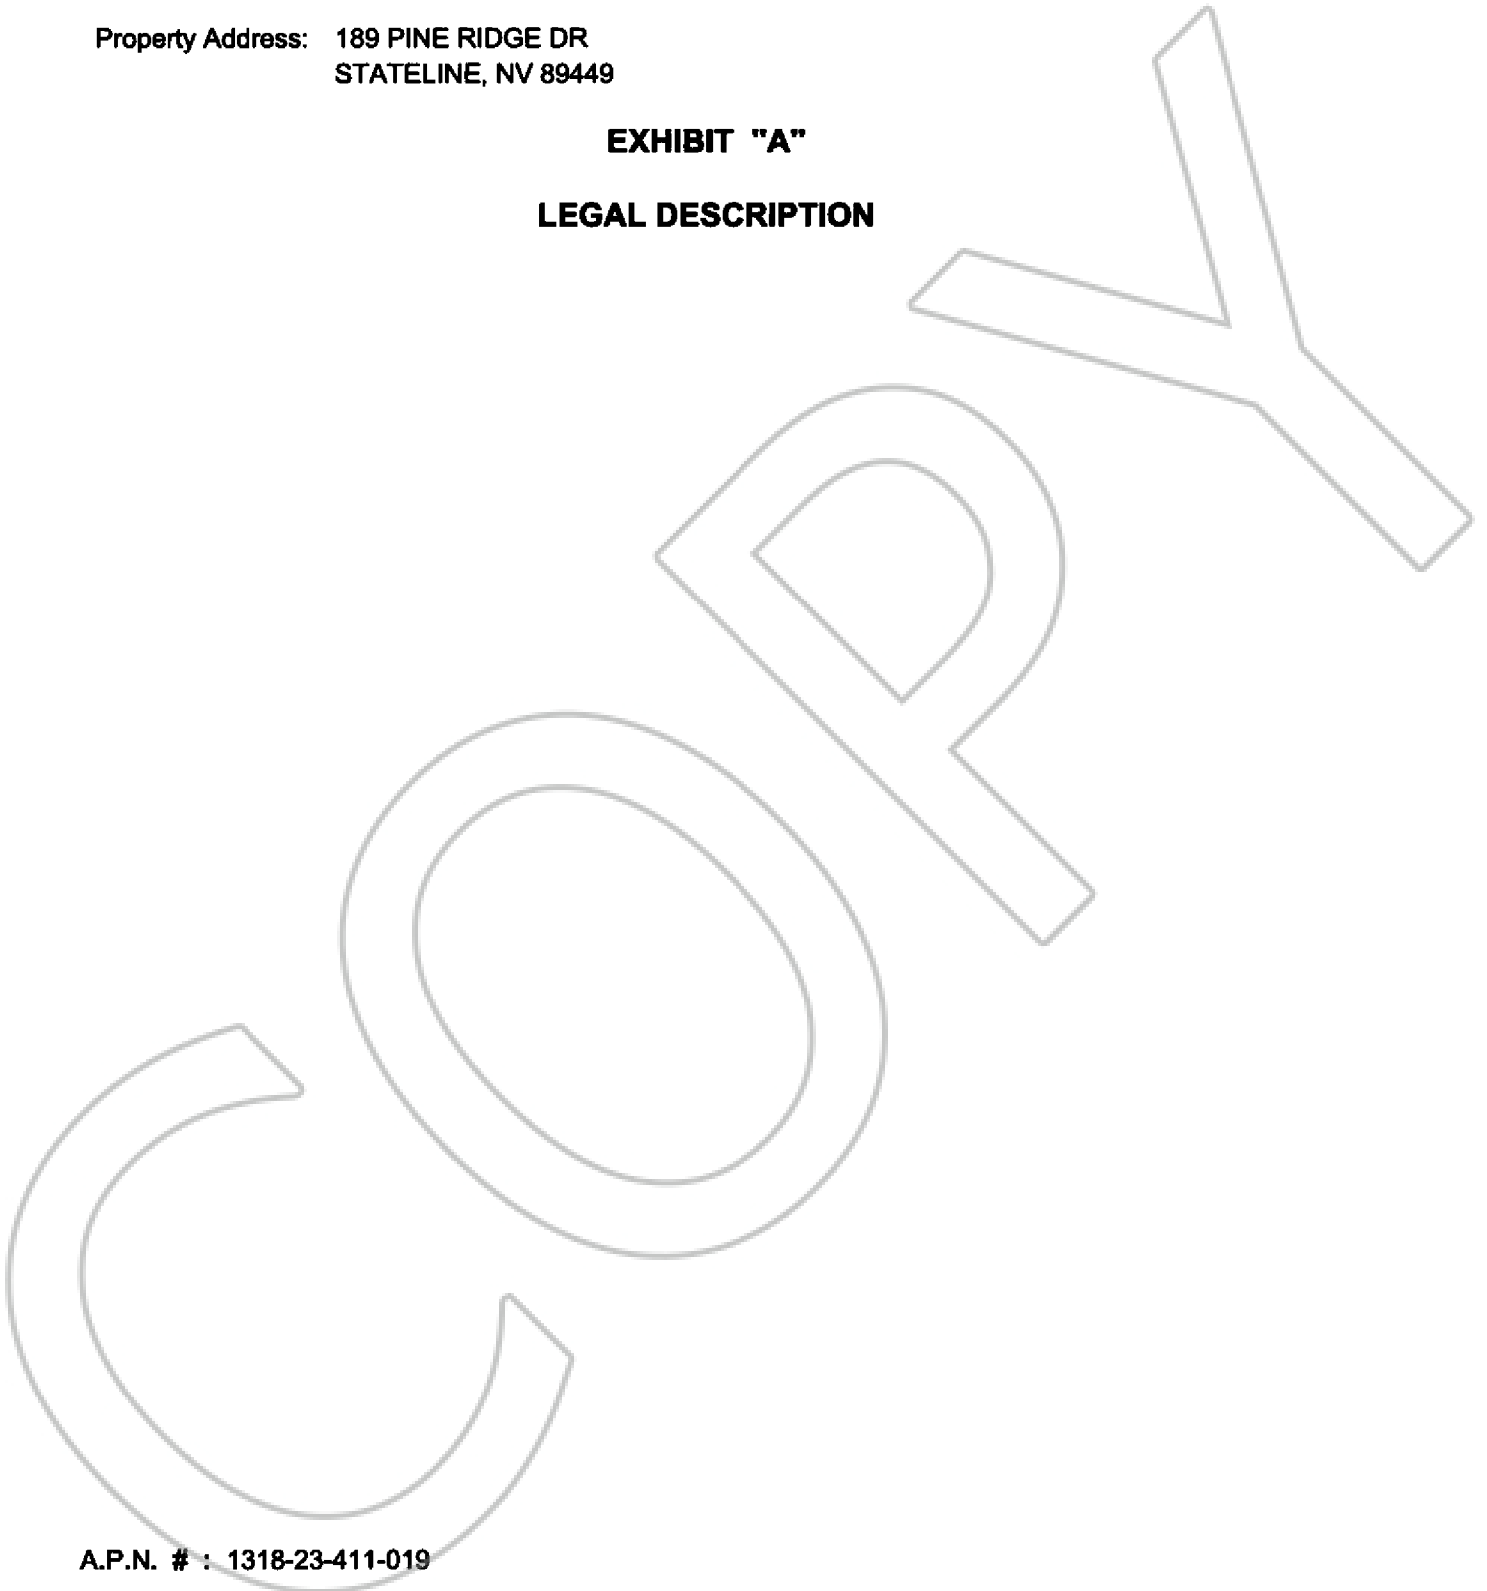 Property Address: 189 PINE RIDGE DR
STATELINE, NV 89449
EXHIBIT "A"
LEGAL DESCRIPTION
COPY
A.P.N. # : 1318-23-411-019